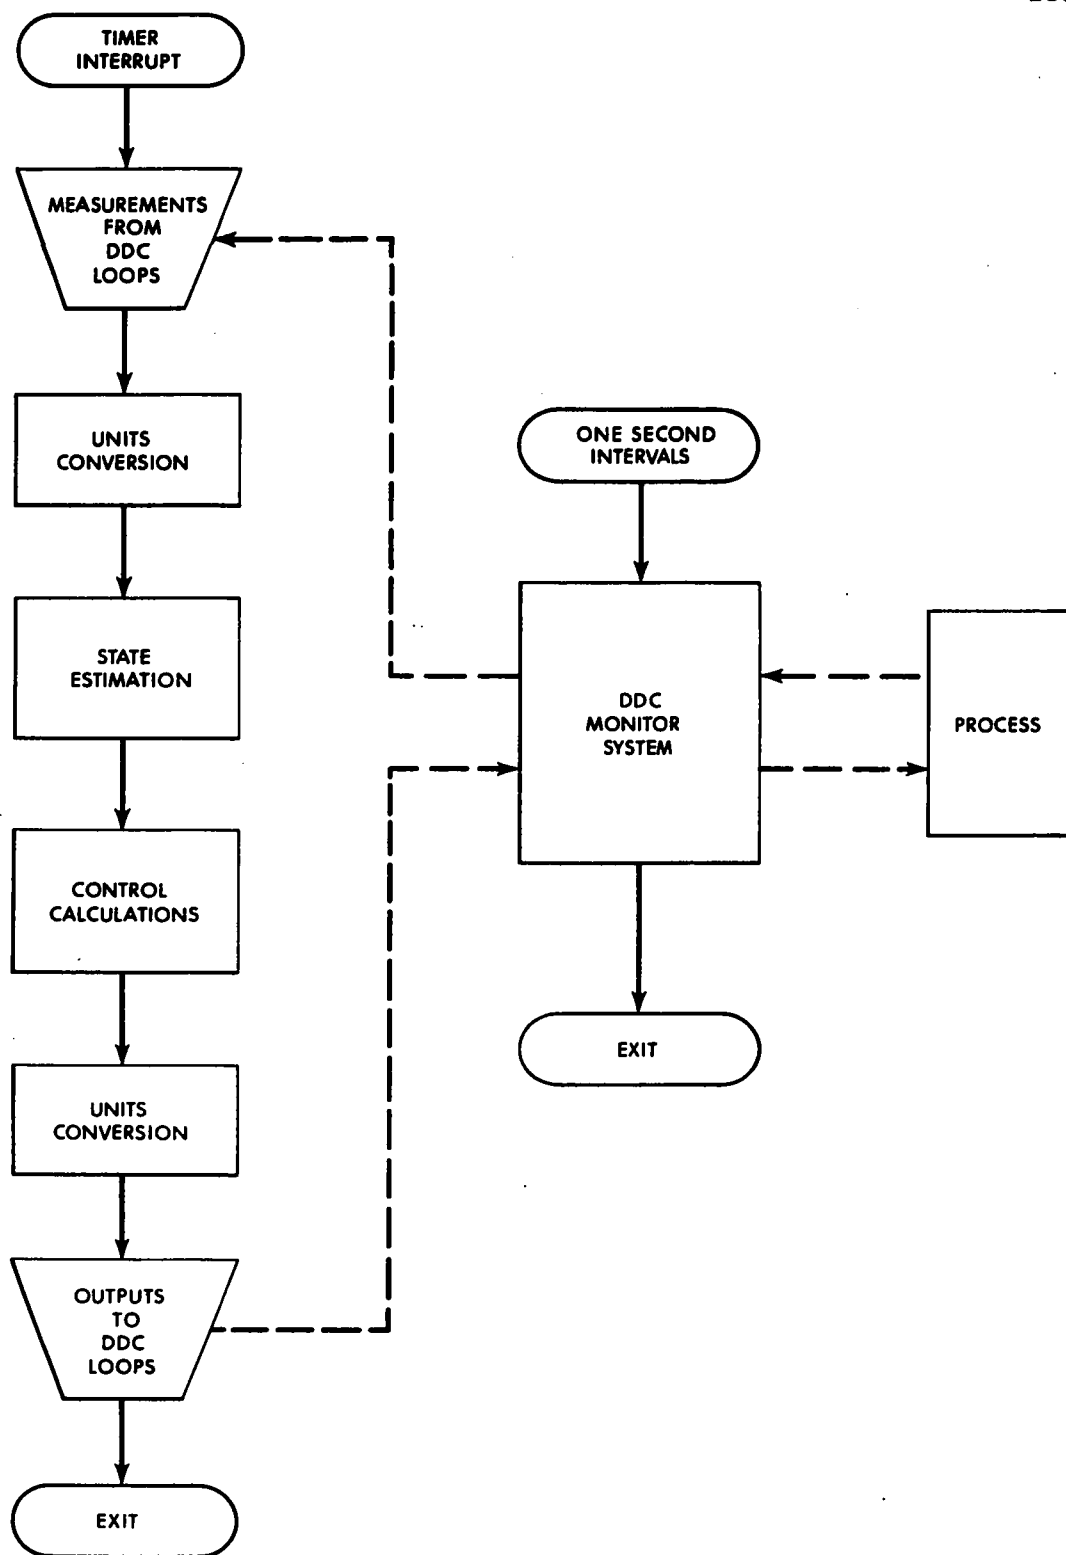 TIMER
INTERRUPT
MEASUREMENTS
FROM
DDC
LOOPS
UNITS
CONVERSION
STATE
ESTIMATION
CONTROL
CALCULATIONS
UNITS
CONVERSION
OUTPUTS
TO
DDC
LOOPS
EXIT
ONE SECOND
INTERVALS
DDC
MONITOR
SYSTEM
EXIT
PROCESS